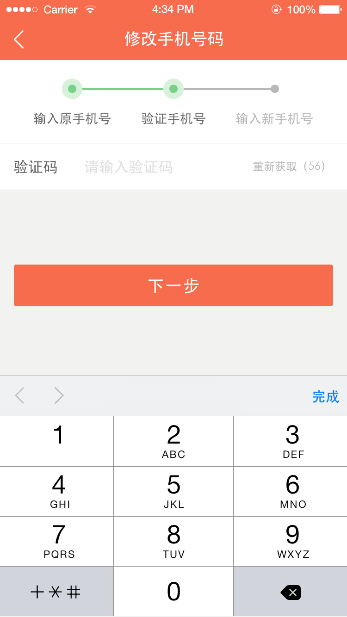 Carrier 4:34 PM 100%
修改手机号码
输入原手机号 验证手机号 输入新手机号
验证码 请输入验证码 重新获取（56）
下一步
完成
1 2 3
ABC DEF
4 5 6
GHI JKL MNO
7 8 9
PQRS TUV WXYZ
+*# 0